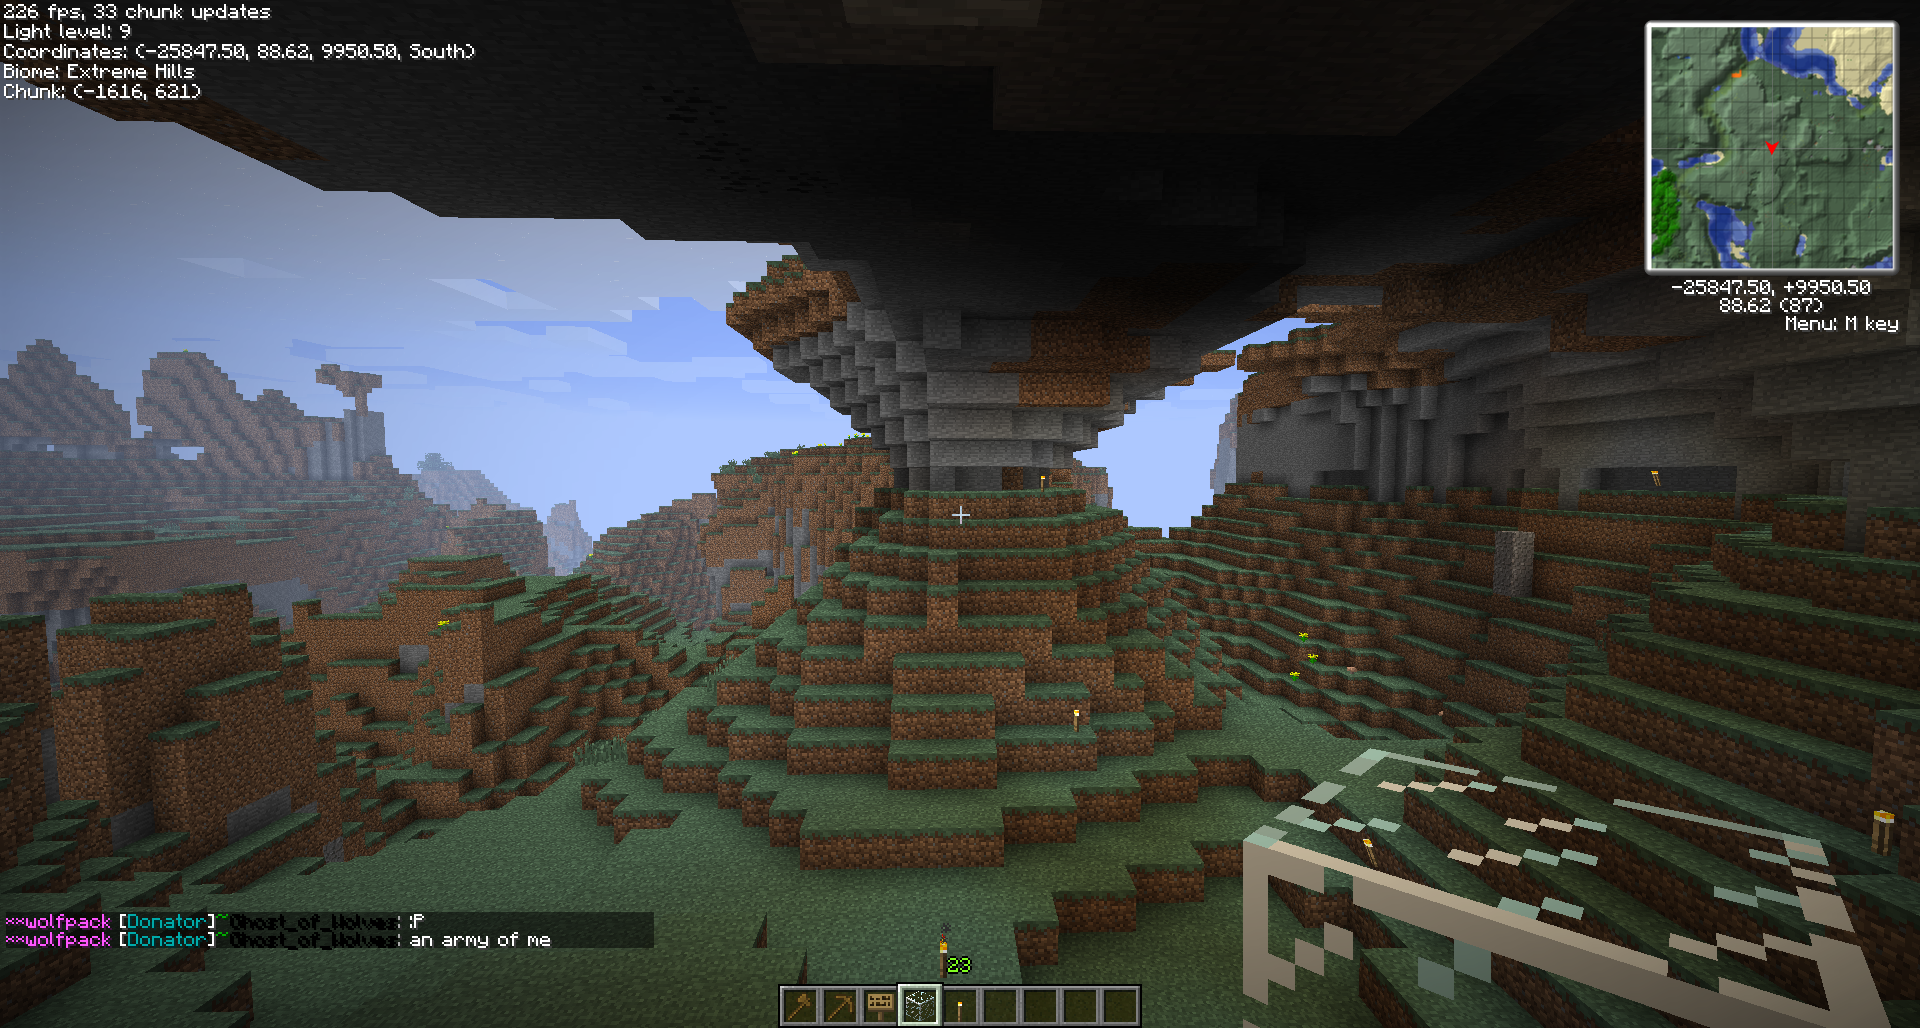 226 fps, 33 chunk updates
Light level: 9
Coordinates: (-25847.50, 88.62, 9950.50, South)
Biome: Extreme Hills
Chunk: (-1616, 621)
-25847.50, +9950.50
88.62 (87)
Menu: M key
**wolfpack [Donator]~Ghost_of_Wolves: :P
**wolfpack [Donator]~Ghost_of_Wolves: an army of me
23